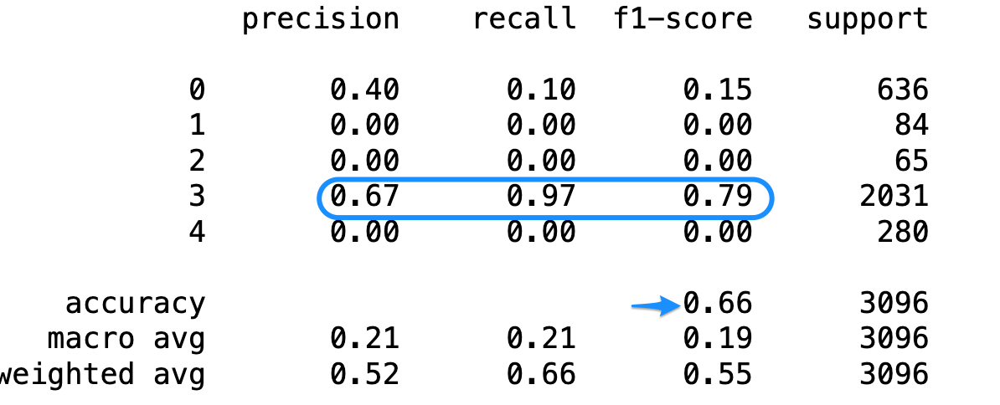 precision recall f1-score support
0 0.40 0.10 0.15 636
1 0.00 0.00 0.00 84
2 0.00 0.00 0.00 65
3 0.67 0.97 0.79 2031
4 0.00 0.00 0.00 280
accuracy 0.66 3096
macro avg 0.21 0.21 0.19 3096
weighted avg 0.52 0.66 0.55 3096